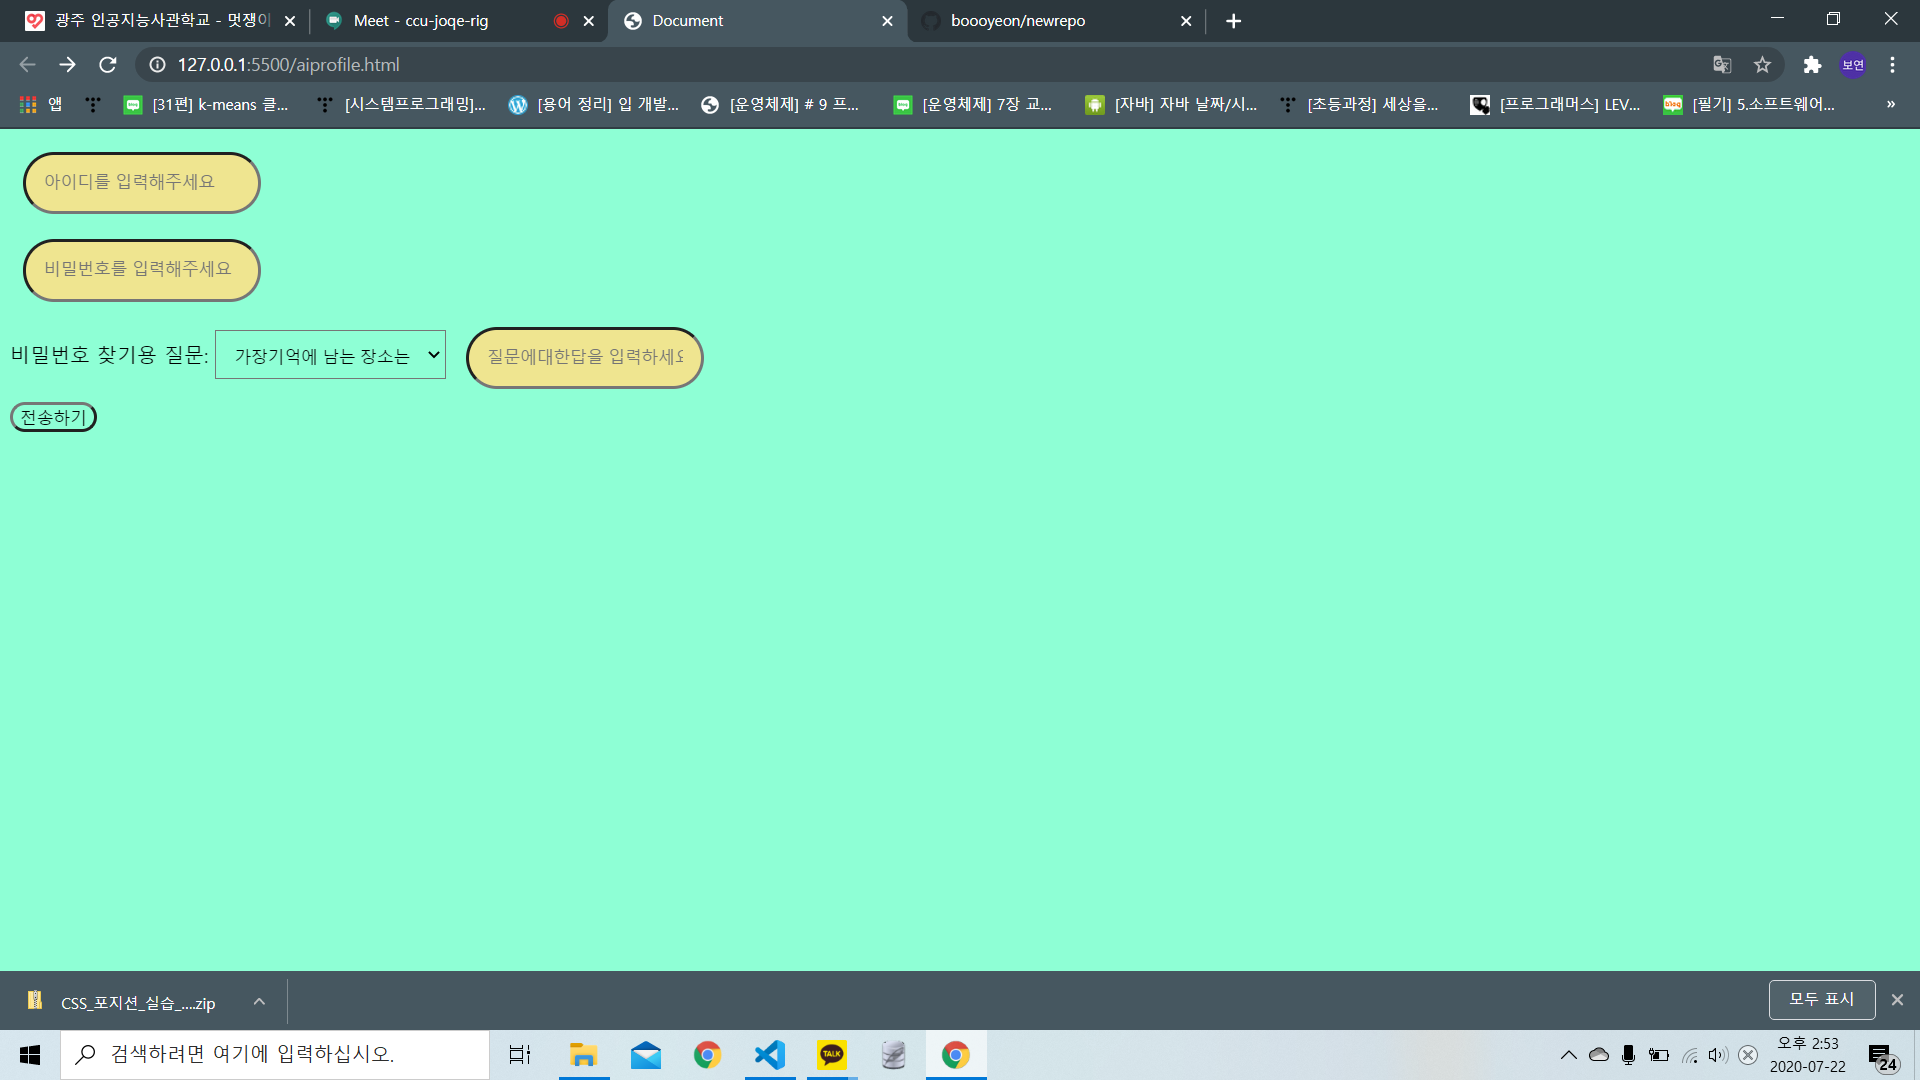 광주 인공지능사관학교 - 멋쟁이
Meet - ccu-joqe-rig
Document
boooyeon/newrepo
127.0.0.1:5500/aiprofile.html
보연
앱
[31편] k-means 클...
[시스템프로그래밍]...
[용어 정리] 입 개발...
[운영체제] # 9 프...
[운영체제] 7장 교...
[자바] 자바 날짜/시...
[초등과정] 세상을...
[프로그래머스] LEV...
[필기] 5.소프트웨어...
»
아이디를 입력해주세요
비밀번호를 입력해주세요
비밀번호 찾기용 질문: 가장기억에 남는 장소는 질문에대한답을 입력하세요
전송하기
CSS_포지션_실습_....zip
모두 표시
검색하려면 여기에 입력하십시오.
TALK
오후 2:53
2020-07-22
24